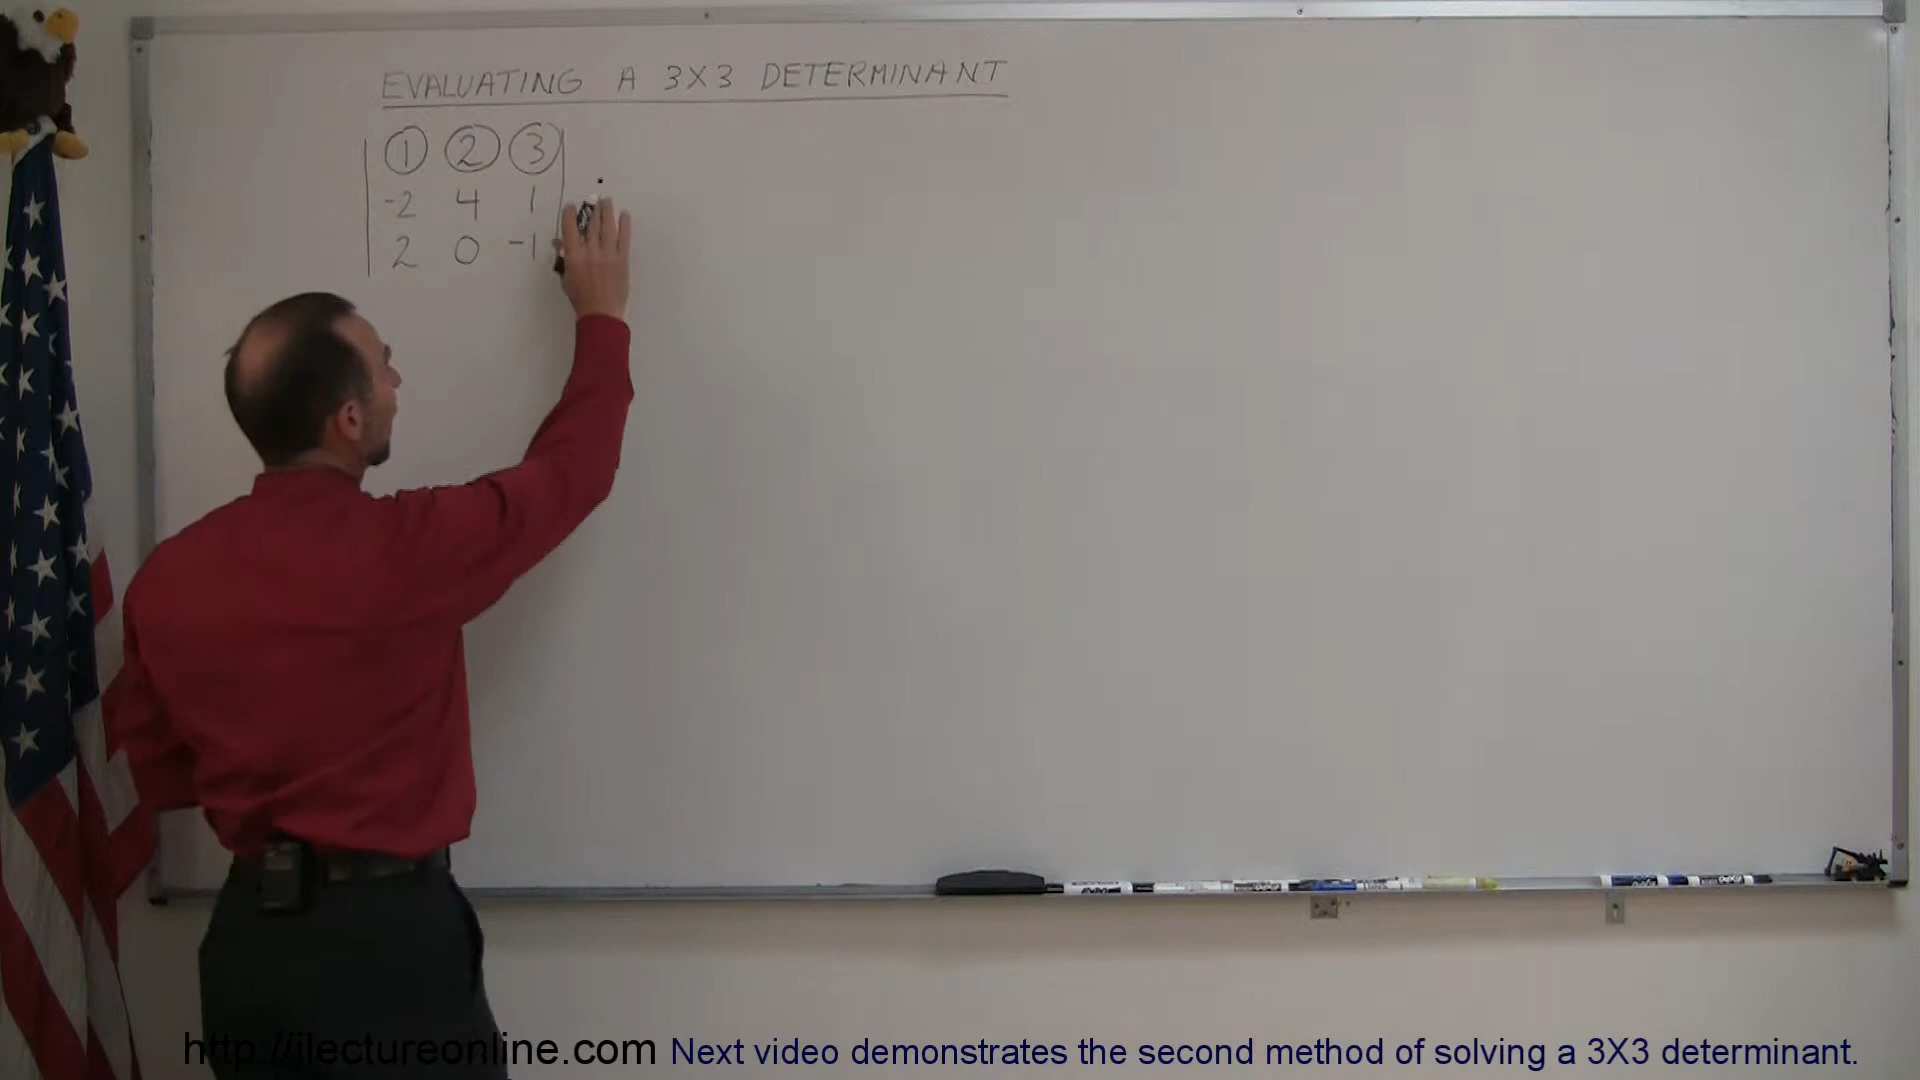 EVALUATING A 3X3 DETERMINANT
1 2 3
-2 4 1
2 0 -1
http://ilectureonline.com Next video demonstrates the second method of solving a 3X3 determinant.